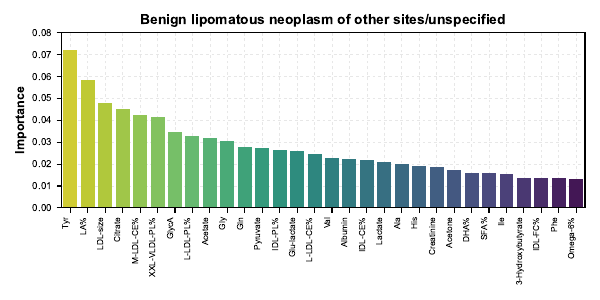 Benign lipomatous neoplasm of other sites/unspecified
Importance
0.08
0.07
0.06
0.05
0.04
0.03
0.02
0.01
0.00
Tyr
LA%
LDL-size
Citrate
M-LDL-CE%
XXL-VLDL-PL%
GlycA
L-LDL-PL%
Acetate
Gly
Gln
Pyruvate
IDL-PL%
Glu-lactate
L-LDL-CE%
Val
Albumin
IDL-CE%
Lactate
Ala
His
Creatinine
Acetone
DHA%
SFA%
Ile
3-Hydroxybutyrate
IDL-FC%
Phe
Omega-6%